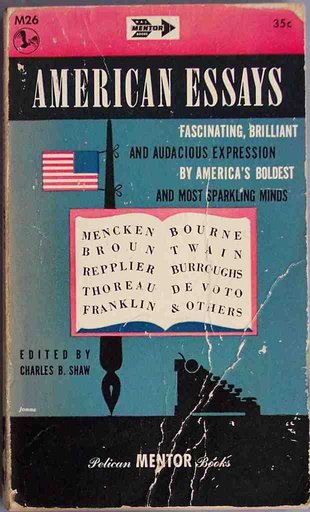 M26
MENTOR
35c
AMERICAN ESSAYS
FASCINATING, BRILLIANT
AND AUDACIOUS EXPRESSION
BY AMERICA'S BOLDEST
AND MOST SPARKLING MINDS
MENCKEN BOURNE
BROUN TWAIN
REPPLIER BURROUGHS
THOREAU DE VOTO
FRANKLIN & OTHERS
EDITED BY
CHARLES B. SHAW
Jonas
Pelican MENTOR Books